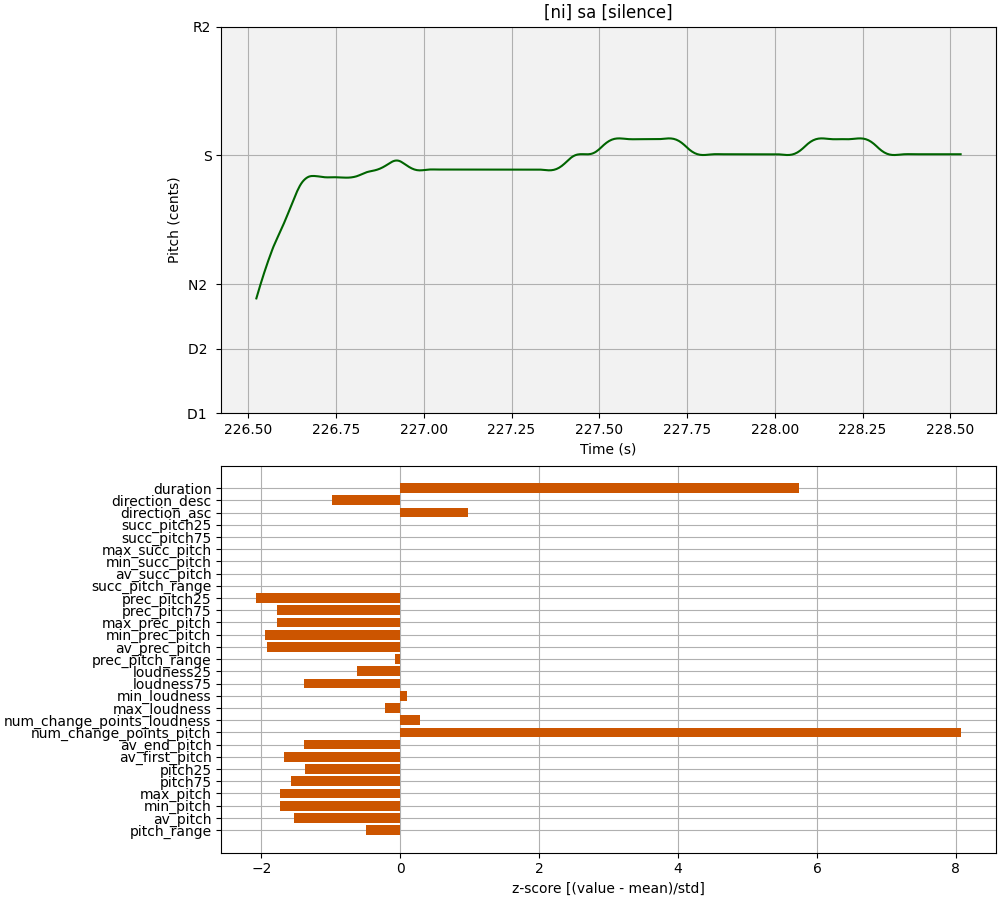 [ni] sa [silence]
R2
S
N2
D2
D1
Pitch (cents)
226.50 226.75 227.00 227.25 227.50 227.75 228.00 228.25 228.50
Time (s)
duration
direction_desc
direction_asc
succ_pitch25
succ_pitch75
max_succ_pitch
min_succ_pitch
av_succ_pitch
succ_pitch_range
prec_pitch25
prec_pitch75
max_prec_pitch
min_prec_pitch
av_prec_pitch
prec_pitch_range
loudness25
loudness75
min_loudness
max_loudness
num_change_points_loudness
num_change_points_pitch
av_end_pitch
av_first_pitch
pitch25
pitch75
max_pitch
min_pitch
av_pitch
pitch_range
−2 0 2 4 6 8
z-score [(value - mean)/std]